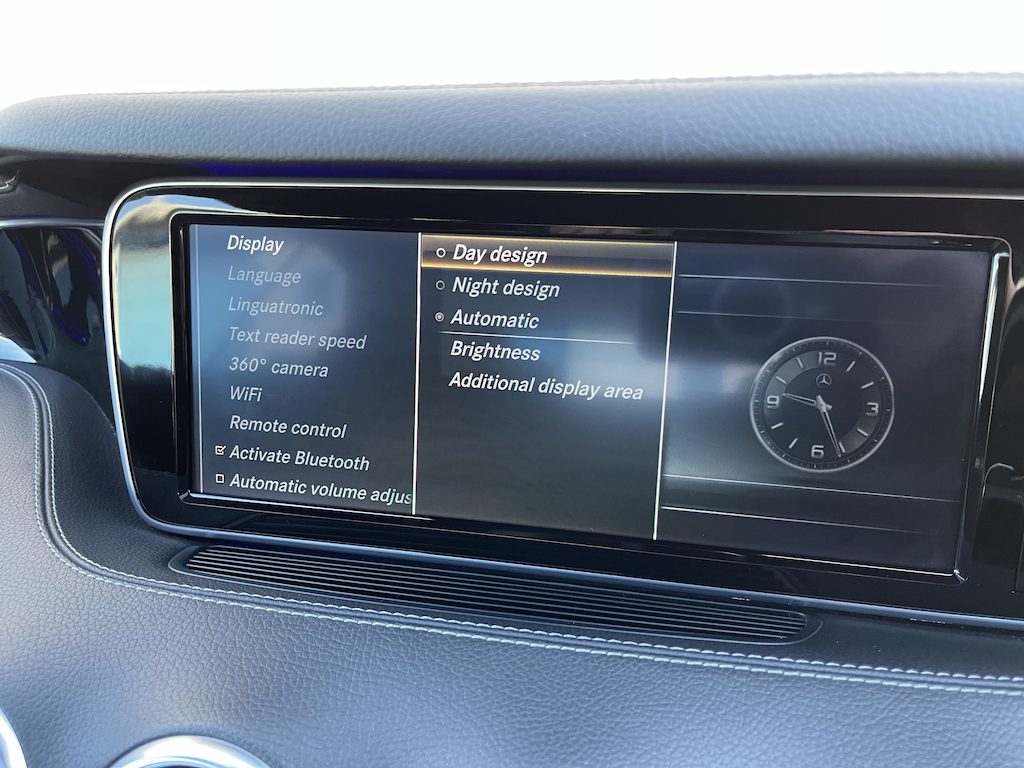 Display
Language
Linguatronic
Text reader speed
360° camera
WiFi
Remote control
Activate Bluetooth
Automatic volume adjus
Day design
Night design
Automatic
Brightness
Additional display area
12
9
3
6